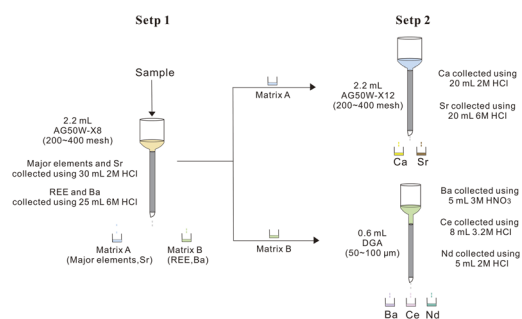 Setp 1
Sample
2.2 mL
AG50W-X8
(200~400 mesh)
Major elements and Sr
collected using 30 mL 2M HCl
REE and Ba
collected using 25 mL 6M HCl
Matrix A
(Major elements,Sr)
Matrix B
(REE,Ba)
Matrix A
Matrix B
Setp 2
2.2 mL
AG50W-X12
(200~400 mesh)
Ca collected using
20 mL 2M HCl
Sr collected using
20 mL 6M HCl
Ca
Sr
0.6 mL
DGA
(50~100 μm)
Ba collected using
5 mL 3M HNO3
Ce collected using
8 mL 3.2M HCl
Nd collected using
5 mL 2M HCl
Ba
Ce
Nd